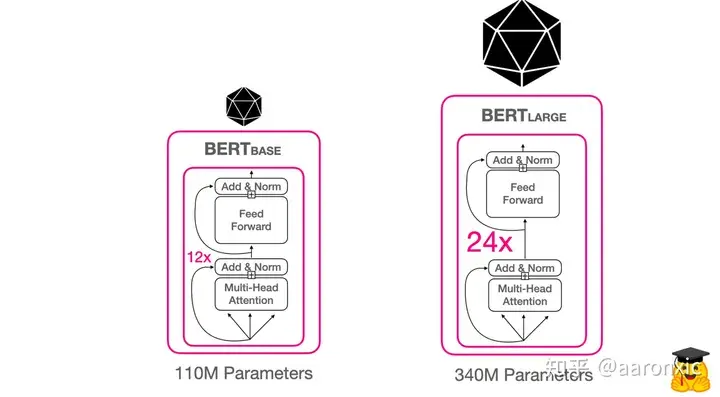 BERTBASE
Add & Norm
Feed
Forward
12x
Add & Norm
Multi-Head
Attention
110M Parameters
BERTLARGE
Add & Norm
Feed
Forward
24x
Add & Norm
Multi-Head
Attention
340M Parameters
知乎 @aaronxic